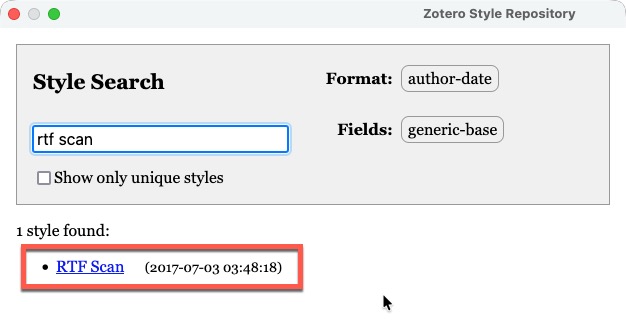 Zotero Style Repository
Style Search
Format: author-date
rtf scan
Fields: generic-base
Show only unique styles
1 style found:
• RTF Scan (2017-07-03 03:48:18)